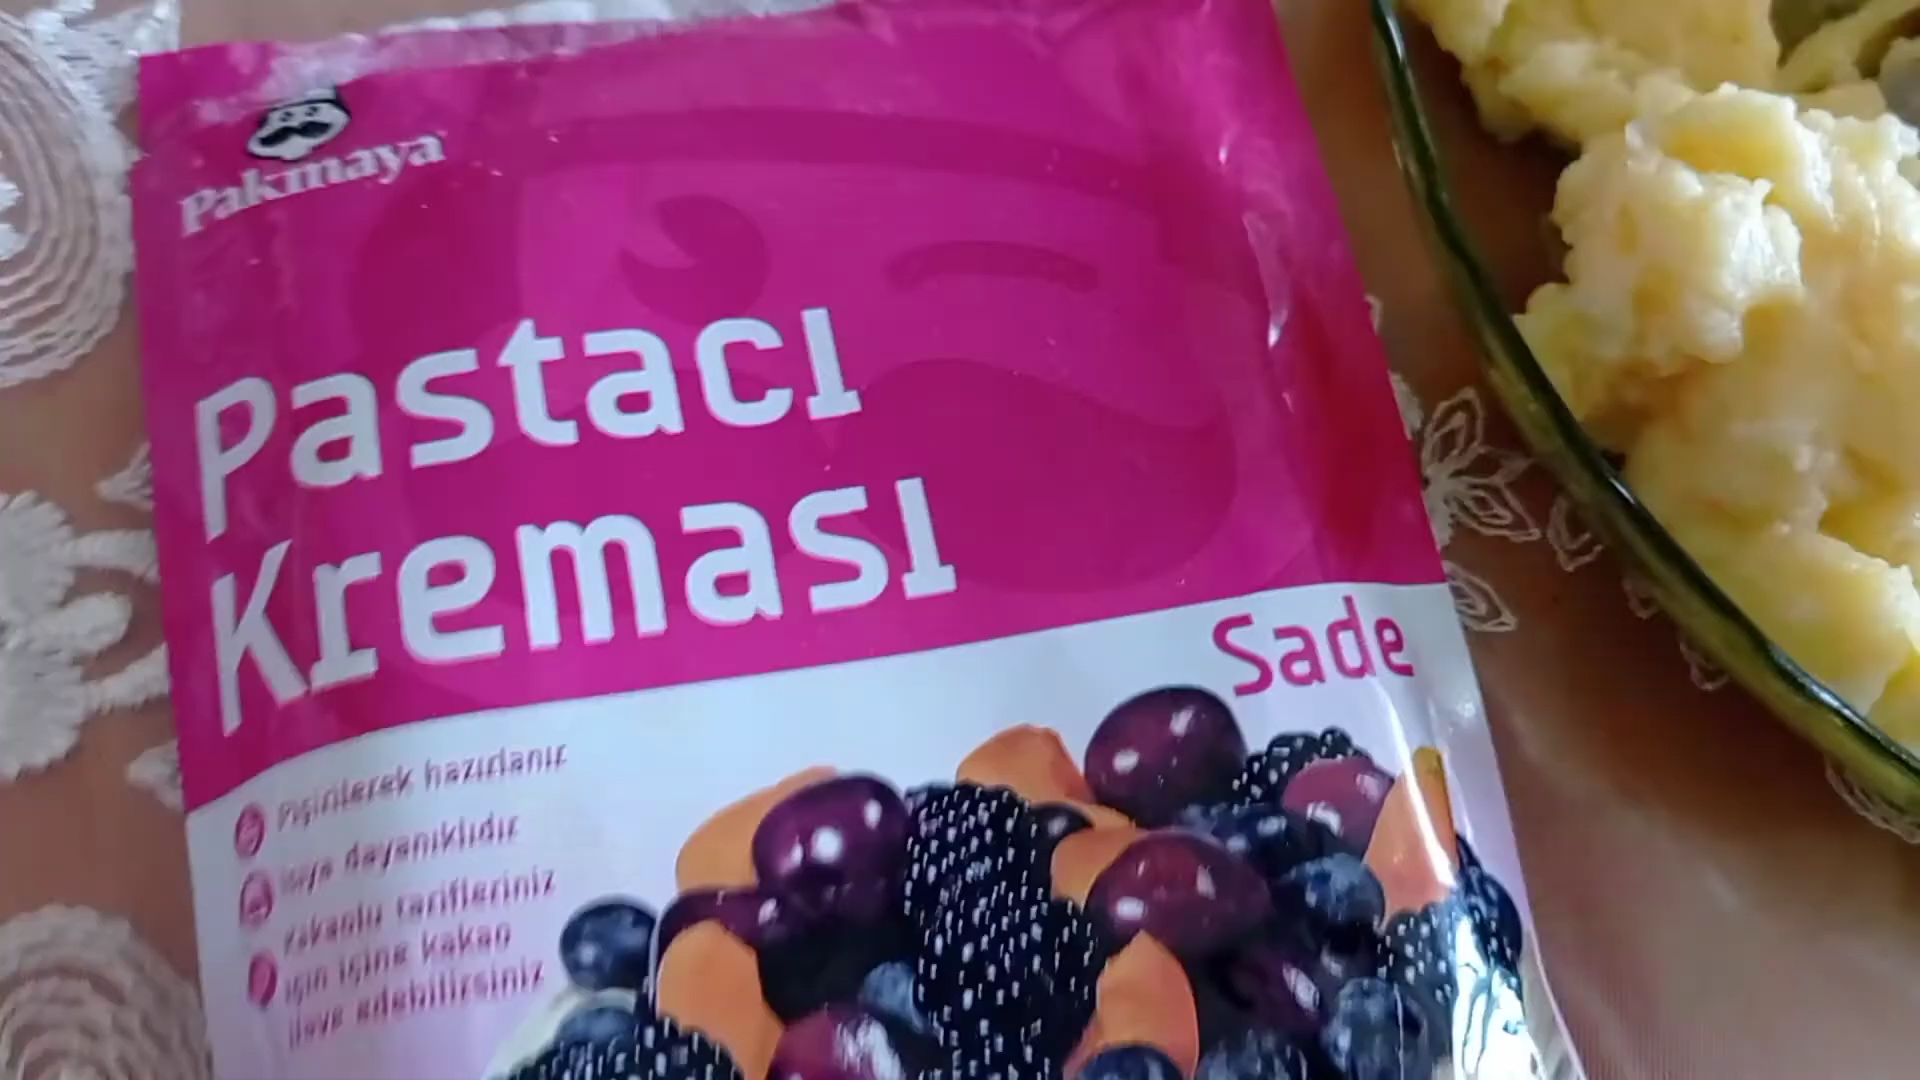 Pakmaya
Pastacı
Kreması
Sade
Pişirilerek hazırlanır
Isıya dayanıklıdır
Kakaolu tarifleriniz
için içine kakao
ilave edebilirsiniz